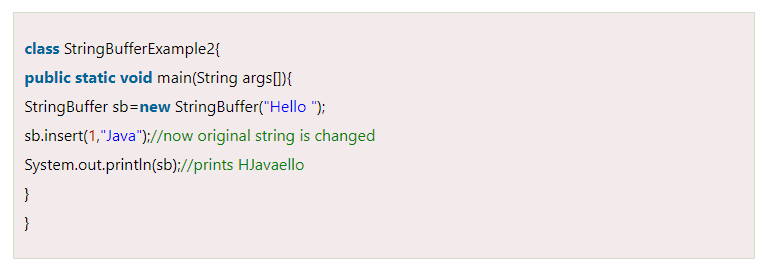 class StringBufferExample2{
public static void main(String args[]){
StringBuffer sb=new StringBuffer("Hello ");
sb.insert(1,"Java");//now original string is changed
System.out.println(sb);//prints HJavaello
}
}